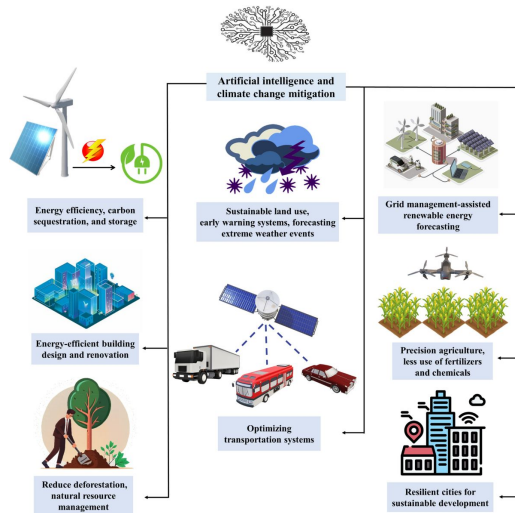 Artificial intelligence and
climate change mitigation
Energy efficiency, carbon
sequestration, and storage
Sustainable land use,
early warning systems, forecasting
extreme weather events
Grid management-assisted
renewable energy
forecasting
Energy-efficient building
design and renovation
Precision agriculture,
less use of fertilizers
and chemicals
Optimizing
transportation systems
Reduce deforestation,
natural resource
management
Resilient cities for
sustainable development